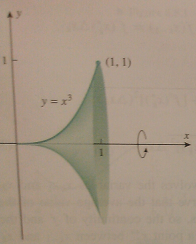 y
1
(1, 1)
y = x³
x
1